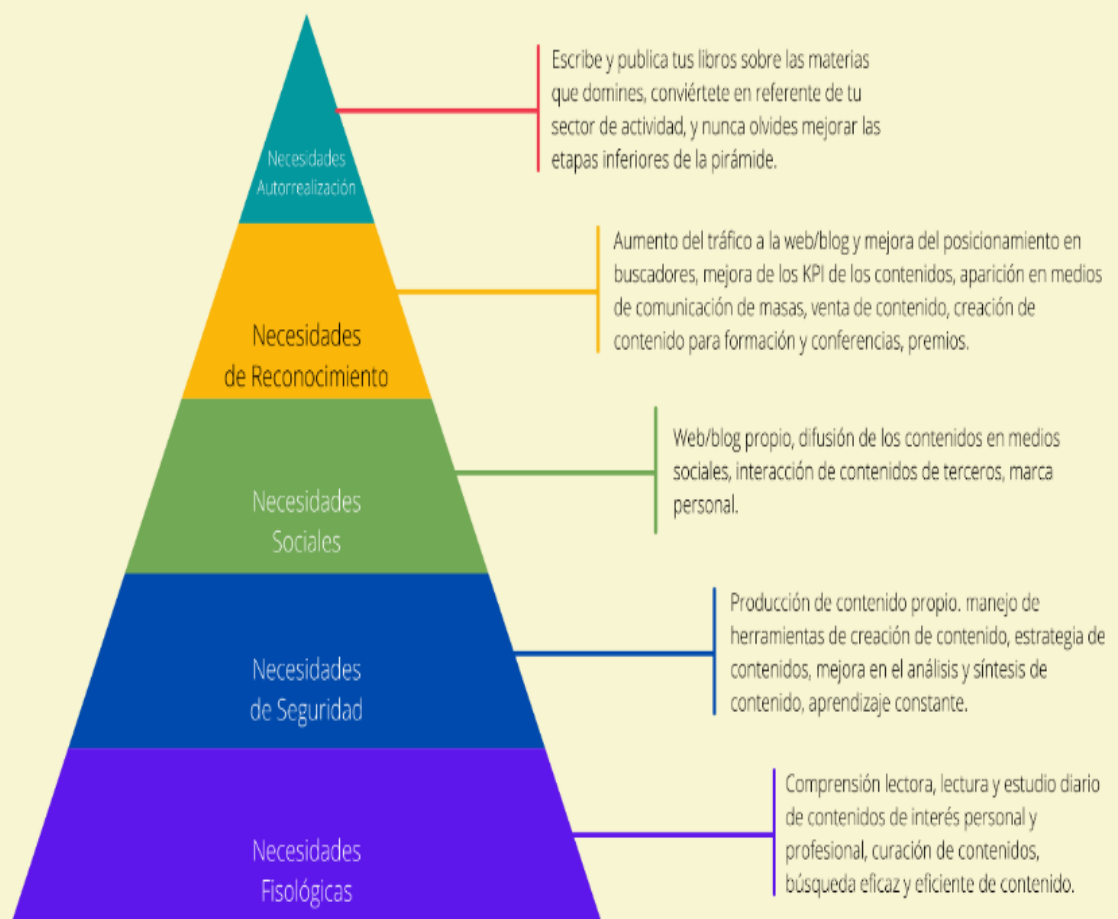 Escribe y publica tus libros sobre las materias
que domines, conviértete en referente de tu
sector de actividad, y nunca olvides mejorar las
etapas inferiores de la pirámide.
Necesidades
Autorrealización
Aumento del tráfico a la web/blog y mejora del posicionamiento en
buscadores, mejora de los KPI de los contenidos, aparición en medios
de comunicación de masas, venta de contenido, creación de
contenido para formación y conferencias, premios.
Necesidades
de Reconocimiento
Web/blog propio, difusión de los contenidos en medios
sociales, interacción de contenidos de terceros, marca
personal.
Necesidades
Sociales
Producción de contenido propio. manejo de
herramientas de creación de contenido, estrategia de
contenidos, mejora en el análisis y síntesis de
contenido, aprendizaje constante.
Necesidades
de Seguridad
Comprensión lectora, lectura y estudio diario
de contenidos de interés personal y
profesional, curación de contenidos,
búsqueda eficaz y eficiente de contenido.
Necesidades
Fisológicas